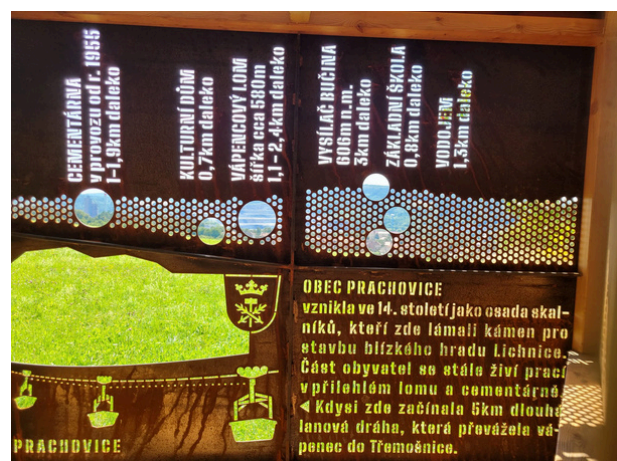 CEMENTÁRNA
v provozu od r. 1955
1-1,9km daleko
KULTURNÍ DŮM
0,7km daleko
VÁPENCOVÝ LOM
šířka cca 580m
1,1-2,4km daleko
VYSÍLAČ BUČINA
606m n.m.
3km daleko
ZÁKLADNÍ ŠKOLA
0,8km daleko
VODOJEM
1,3km daleko
PRACHOVICE
OBEC PRACHOVICE
vznikla ve 14. století jako osada skal-
níků, kteří zde lámali kámen pro
stavbu blízkého hradu Lichnice.
Část obyvatel se stále živí prací
v přilehlém lomu a cementárně.
◄ Kdysi zde začínala 5km dlouhá
lanová dráha, která převážela vá-
penec do Třemošnice.